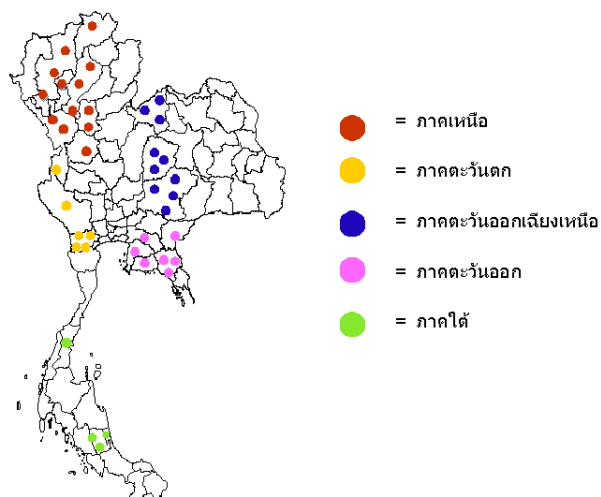 = ภาคเหนือ
= ภาคตะวันตก
= ภาคตะวันออกเฉียงเหนือ
= ภาคตะวันออก
= ภาคใต้